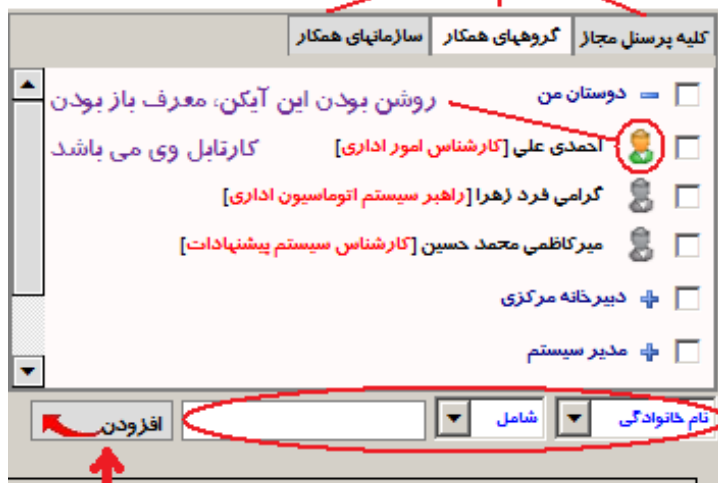 کلیه پرسنل مجاز گروههای همکار سازمانهای همکار
دوستان من
روشن بودن این آیکن، معرف باز بودن
کارتابل وی می باشد
احمدی علی [کارشناس امور اداری]
گرامی فرد زهرا [راهبر سیستم اتوماسیون اداری]
میرکاظمی محمد حسین [کارشناس سیستم پیشنهادات]
دبیرخانه مرکزی
مدیر سیستم
نام خانوادگی شامل افزودن